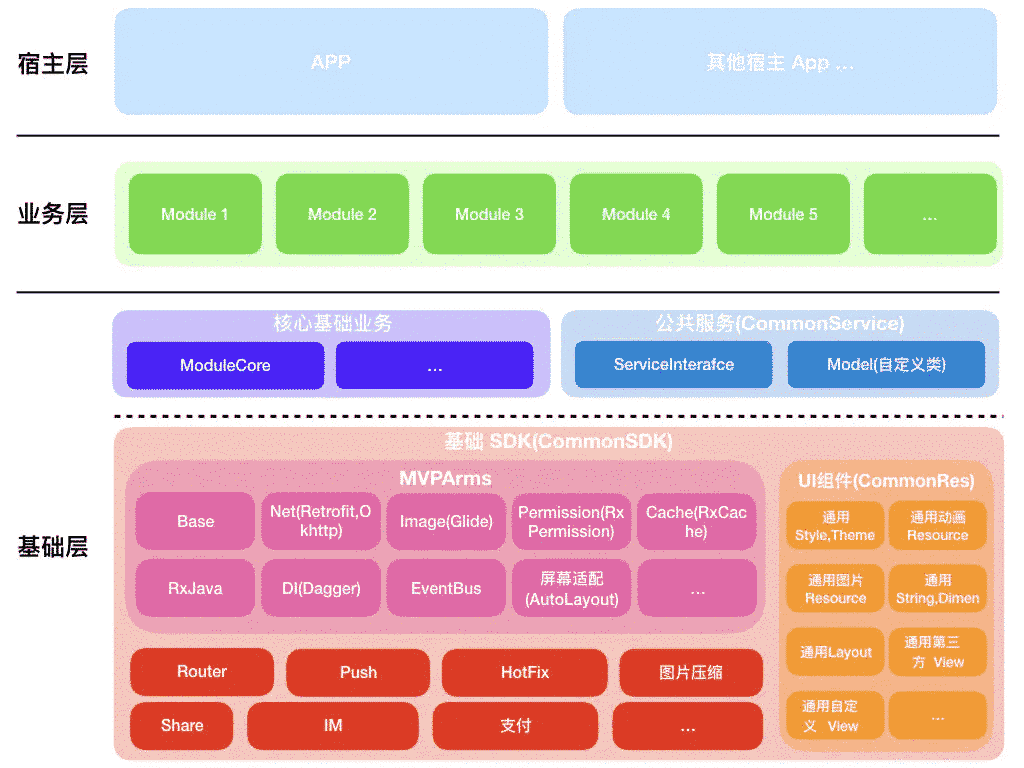 宿主层
APP
其他宿主 App ...
业务层
Module 1
Module 2
Module 3
Module 4
Module 5
...
核心基础业务
ModuleCore
...
公共服务(CommonService)
ServiceInterafce
Model(自定义类)
基础层
基础 SDK(CommonSDK)
MVPArms
Base
Net(Retrofit,O
khttp)
Image(Glide)
Permission(Rx
Permission)
Cache(RxCac
he)
RxJava
DI(Dagger)
EventBus
屏幕适配
(AutoLayout)
...
Router
Push
HotFix
图片压缩
Share
IM
支付
...
UI组件(CommonRes)
通用
Style,Theme
通用动画
Resource
通用图片
Resource
通用
String,Dimen
通用Layout
通用第三
方 View
通用自定
义 View
...